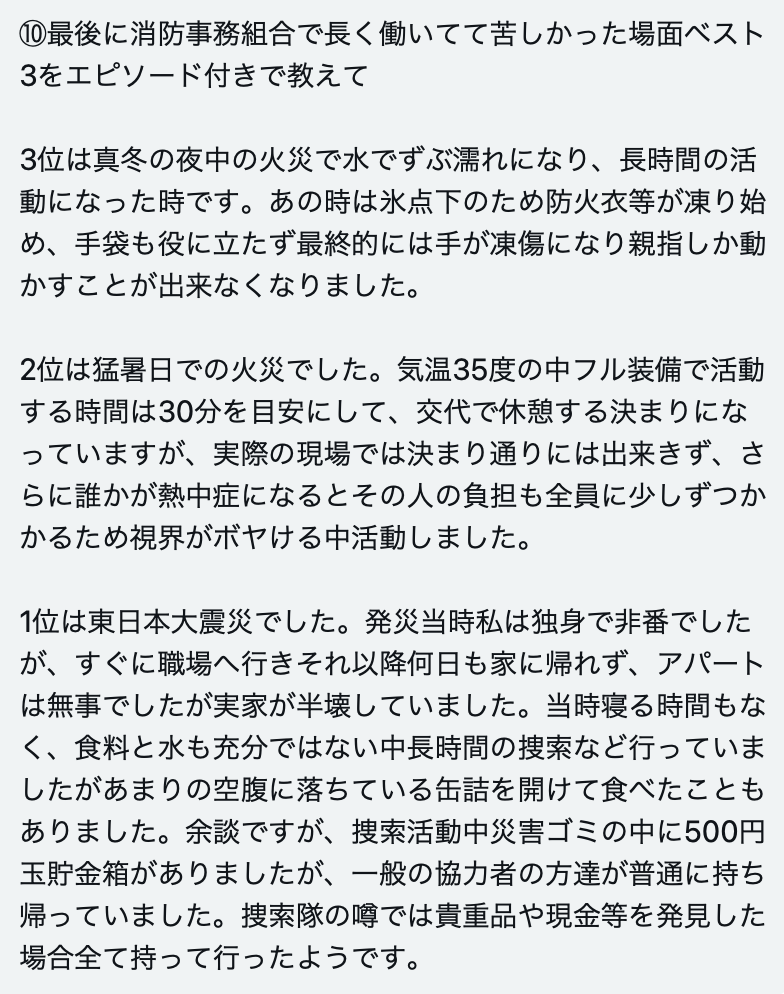 ⑩最後に消防事務組合で長く働いてて苦しかった場面ベスト
3をエピソード付きで教えて
3位は真冬の夜中の火災で水でずぶ濡れになり、長時間の活
動になった時です。あの時は氷点下のため防火衣等が凍り始
め、手袋も役に立たず最終的には手が凍傷になり親指しか動
かすことが出来なくなりました。
2位は猛暑日での火災でした。気温35度の中フル装備で活動
する時間は30分を目安にして、交代で休憩する決まりにな
っていますが、実際の現場では決まり通りには出来きず、さ
らに誰かが熱中症になるとその人の負担も全員に少しずつか
かるため視界がボヤける中活動しました。
1位は東日本大震災でした。発災当時私は独身で非番でした
が、すぐに職場へ行きそれ以降何日も家に帰れず、アパート
は無事でしたが実家が半壊していました。当時寝る時間もな
く、食料と水も充分ではない中長時間の捜索など行っていま
したがあまりの空腹に落ちている缶詰を開けて食べたことも
ありました。余談ですが、捜索活動中災害ゴミの中に500円
玉貯金箱がありましたが、一般の協力者の方達が普通に持ち
帰っていました。捜索隊の噂では貴重品や現金等を発見した
場合全て持って行ったようです。